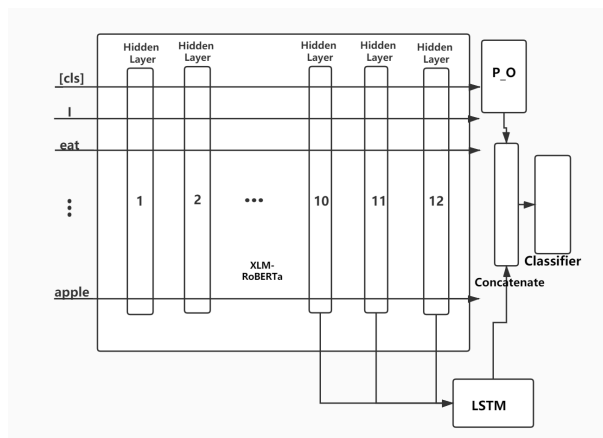 Hidden
Layer
Hidden
Layer
Hidden
Layer
Hidden
Layer
Hidden
Layer
[cls]
P_O
I
eat
1
2
•••
10
11
12
XLM-
RoBERTa
Classifier
Concatenate
apple
LSTM